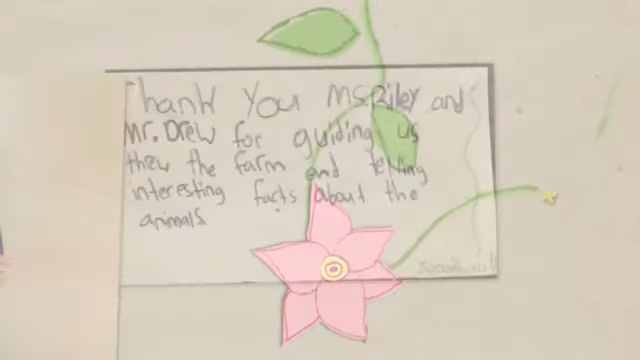 Thank You Ms. Riley and
Mr. Drew for guiding us
threw the farm and telling
interesting facts about the
animals